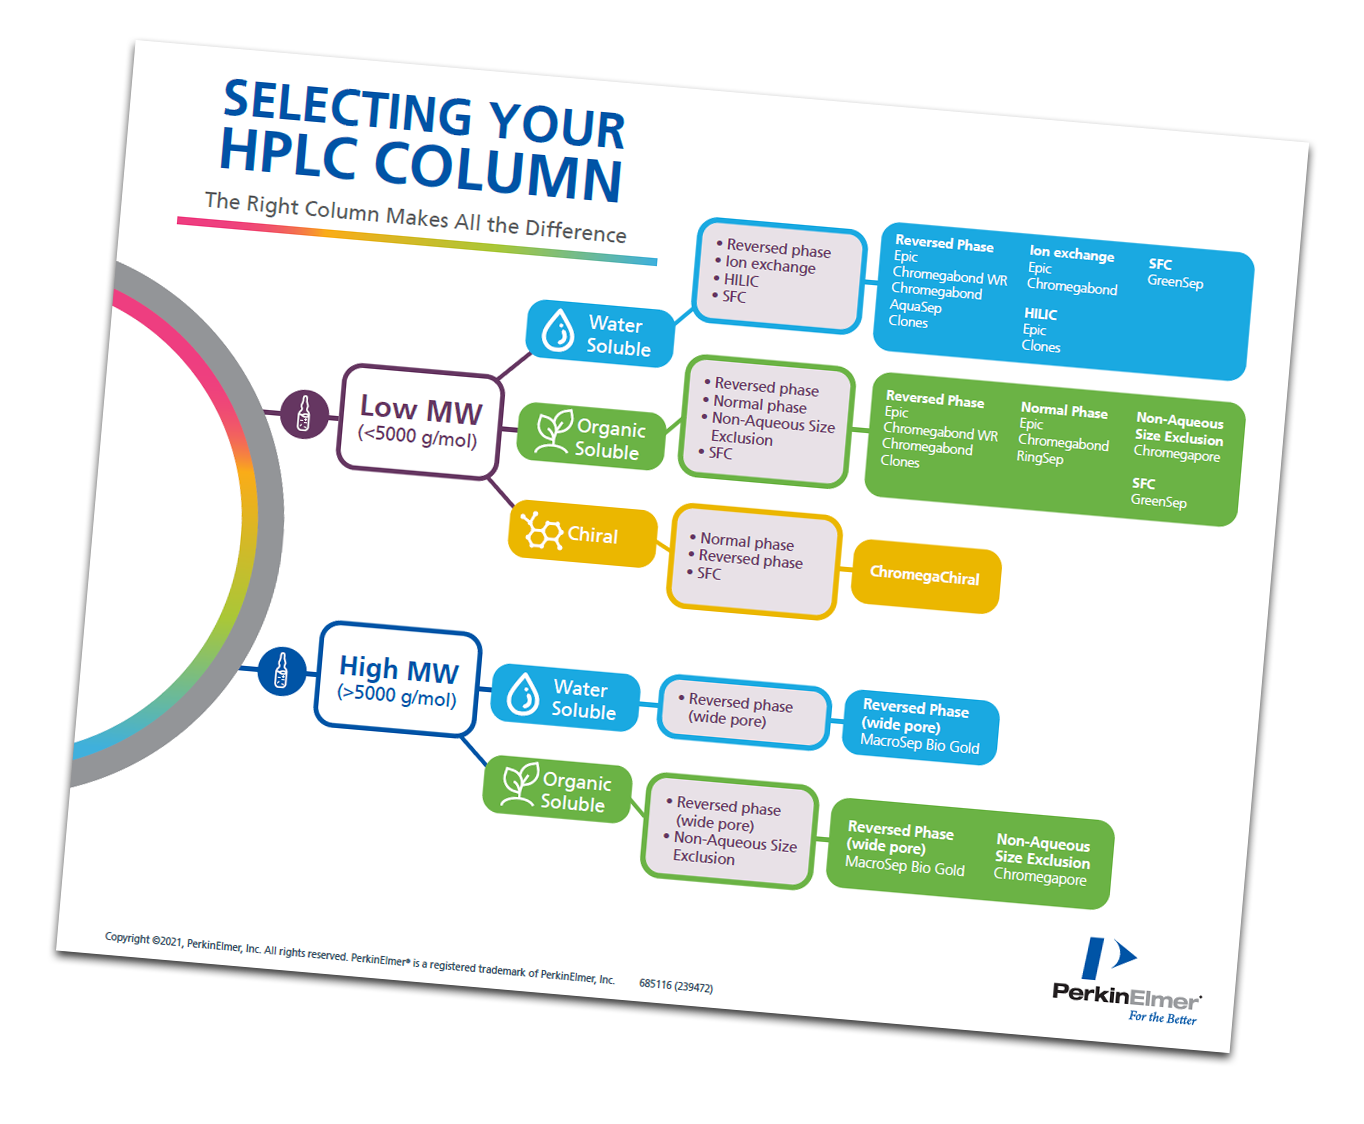 SELECTING YOUR
HPLC COLUMN
The Right Column Makes All the Difference
Low MW
(<5000 g/mol)
Water
Soluble
• Reversed phase
• Ion exchange
• HILIC
• SFC
Reversed Phase
Epic
Chromegabond WR
Chromegabond
AquaSep
Clones
Ion exchange
Epic
Chromegabond
HILIC
Epic
Clones
SFC
GreenSep
Organic
Soluble
• Reversed phase
• Normal phase
• Non-Aqueous Size
Exclusion
• SFC
Reversed Phase
Epic
Chromegabond WR
Chromegabond
Clones
Normal Phase
Epic
Chromegabond
RingSep
Non-Aqueous
Size Exclusion
Chromegapore
SFC
GreenSep
Chiral
• Normal phase
• Reversed phase
• SFC
ChromegaChiral
High MW
(>5000 g/mol)
Water
Soluble
• Reversed phase
(wide pore)
Reversed Phase
(wide pore)
MacroSep Bio Gold
Organic
Soluble
• Reversed phase
(wide pore)
• Non-Aqueous Size
Exclusion
Reversed Phase
(wide pore)
MacroSep Bio Gold
Non-Aqueous
Size Exclusion
Chromegapore
Copyright ©2021, PerkinElmer, Inc. All rights reserved. PerkinElmer® is a registered trademark of PerkinElmer, Inc.
685116 (239472)
PerkinElmer®
For the Better